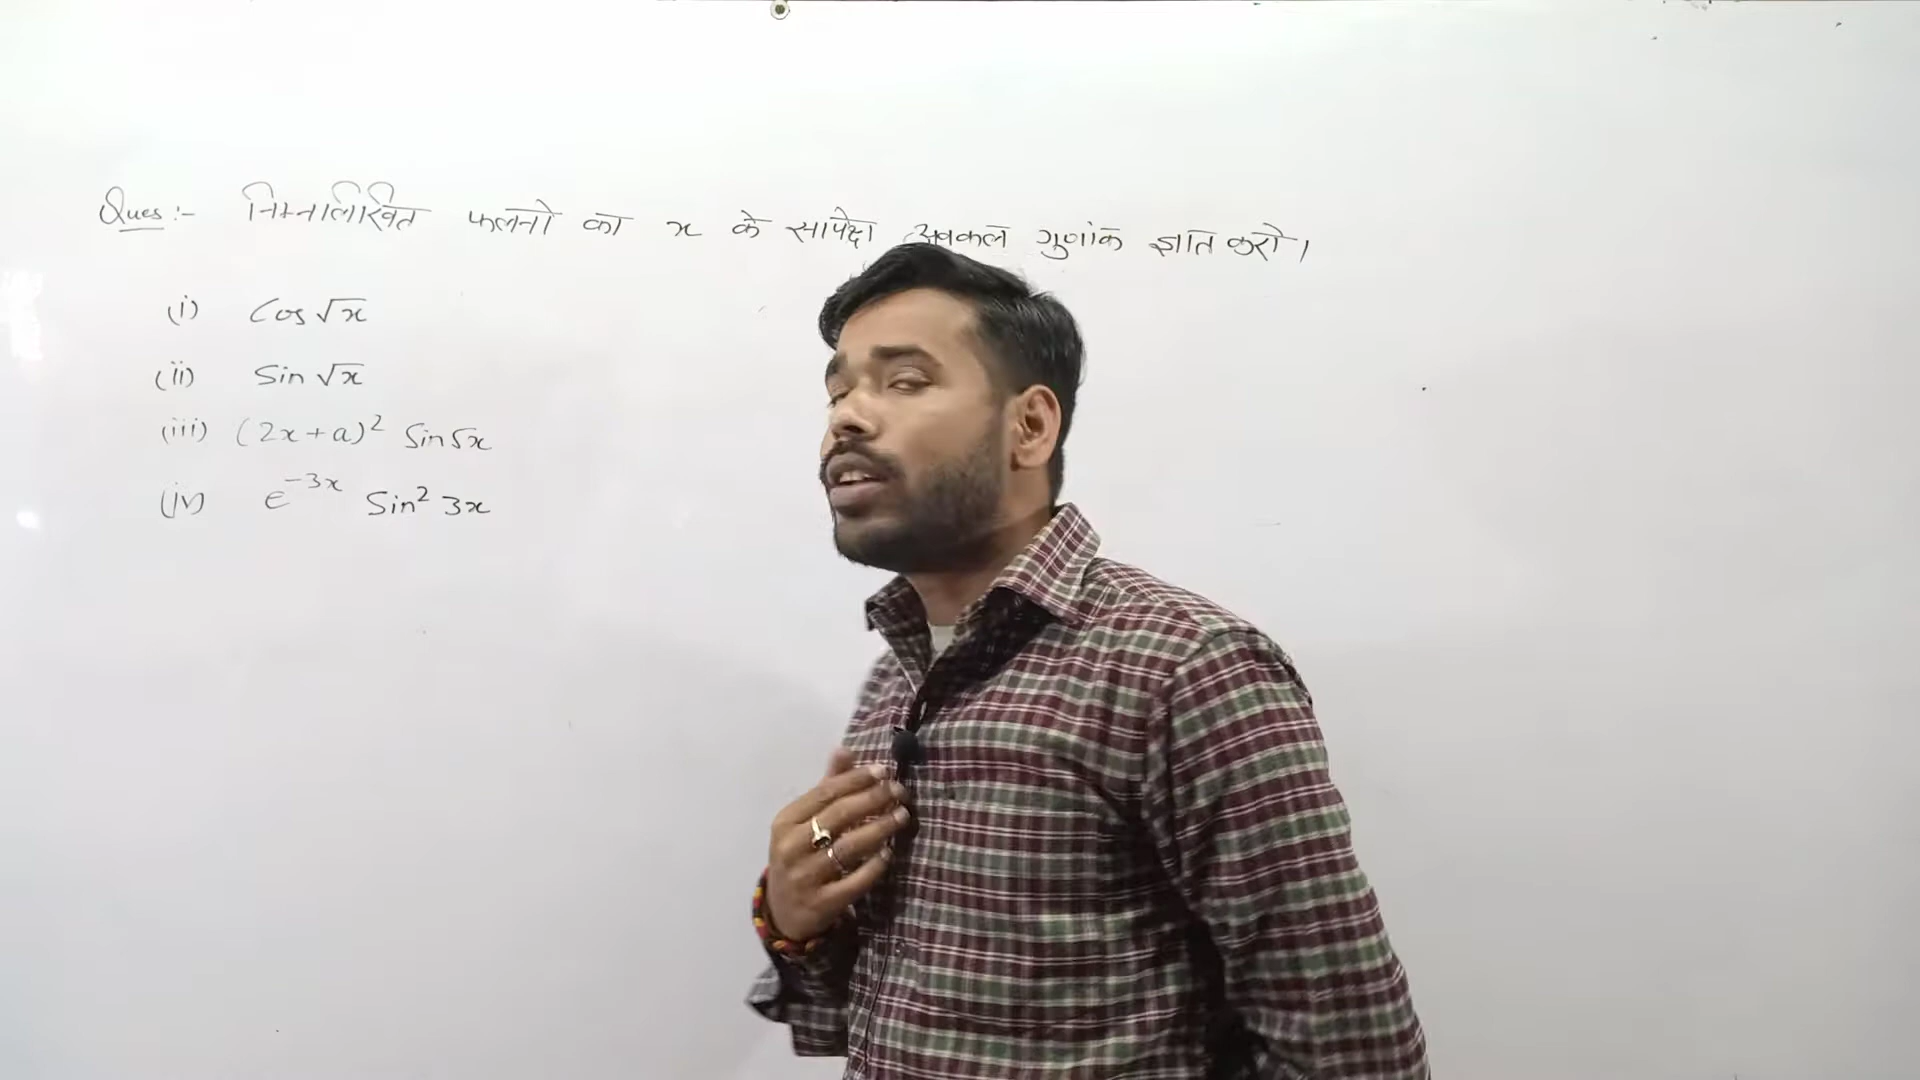 Ques :- निम्नलिखित फलनो का x के सापेक्ष अवकल गुणांक ज्ञात करो।
(i) Cos √x
(ii) Sin √x
(iii) (2x+a)² Sin5x
(iv) e⁻³ˣ Sin² 3x